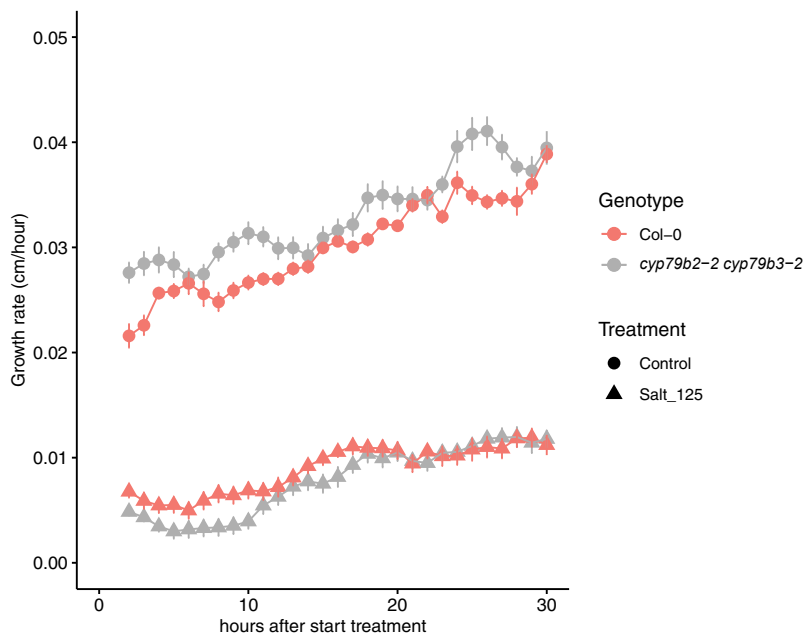 0.05
0.04
0.03
0.02
0.01
0.00
Growth rate (cm/hour)
0
10
20
30
hours after start treatment
Genotype
Col−0
cyp79b2−2 cyp79b3−2
Treatment
Control
Salt_125